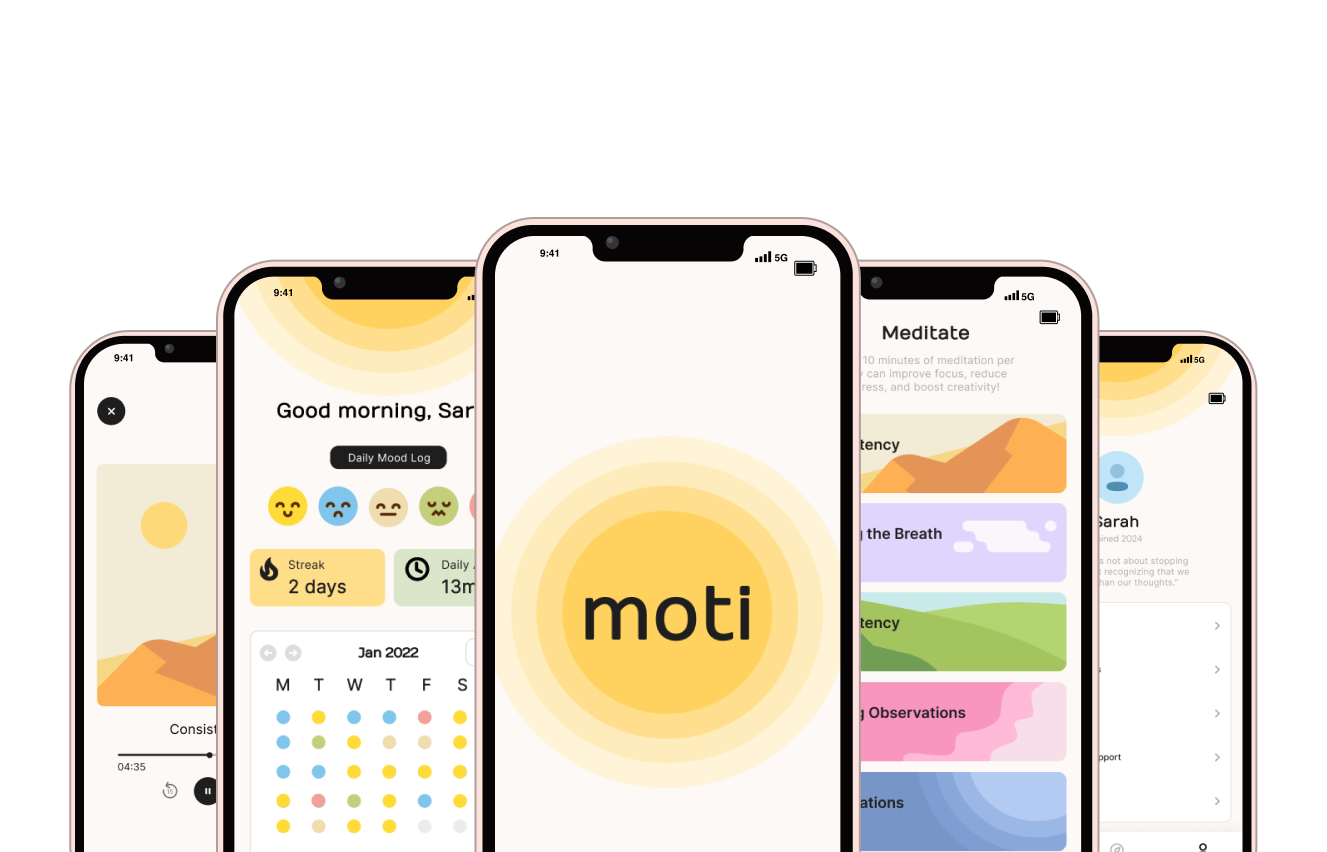 9:41
Consist
04:35
15
9:41
Good morning, Sar
Daily Mood Log
Streak
2 days
Daily
13m
Jan 2022
M T W T F S
9:41
5G
moti
5G
Meditate
10 minutes of meditation per
can improve focus, reduce
ress, and boost creativity!
tency
the Breath
tency
Observations
ations
5G
Sarah
oined 2024
s not about stopping
t recognizing that we
han our thoughts."
s
pport